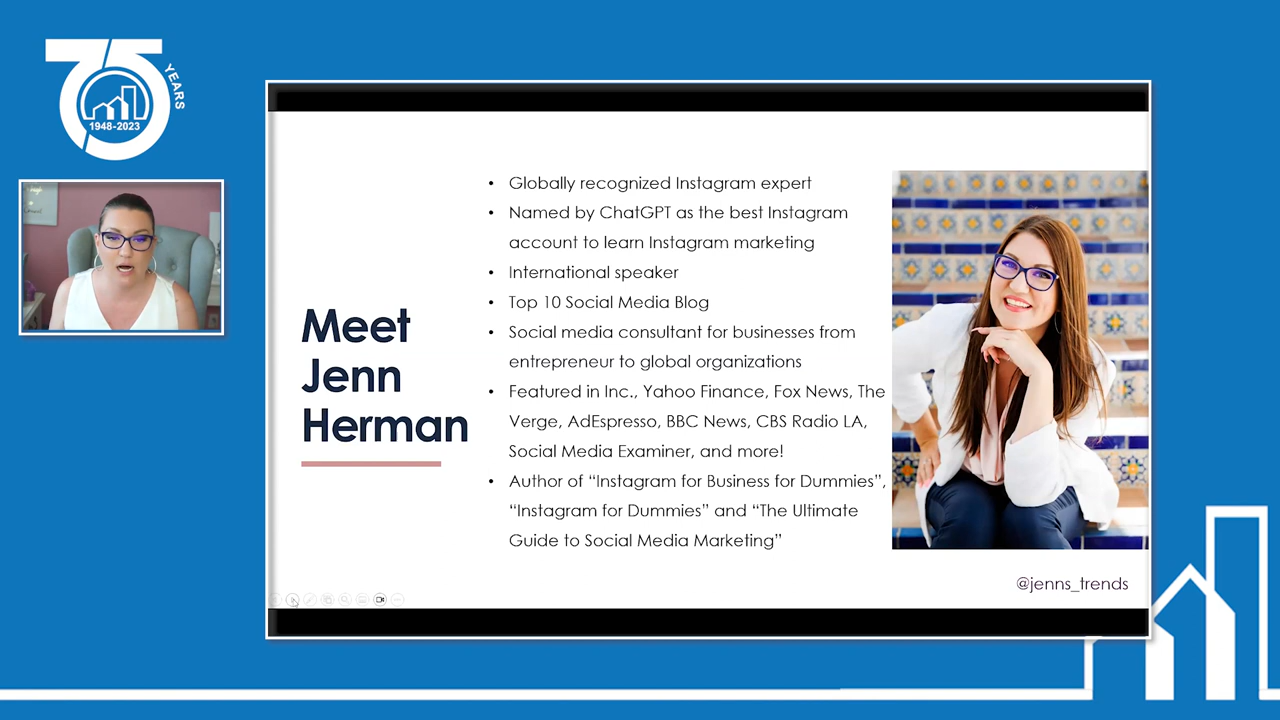 75
YEARS
1948-2023
Meet
Jenn
Herman
• Globally recognized Instagram expert
• Named by ChatGPT as the best Instagram
account to learn Instagram marketing
• International speaker
• Top 10 Social Media Blog
• Social media consultant for businesses from
entrepreneur to global organizations
• Featured in Inc., Yahoo Finance, Fox News, The
Verge, AdEspresso, BBC News, CBS Radio LA,
Social Media Examiner, and more!
• Author of “Instagram for Business for Dummies”,
“Instagram for Dummies” and “The Ultimate
Guide to Social Media Marketing”
@jenns_trends